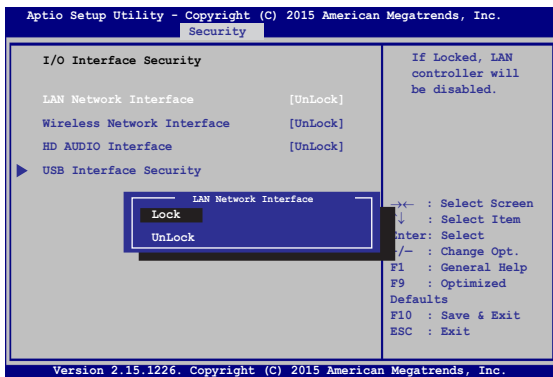 Aptio Setup Utility - Copyright (C) 2015 American Megatrends, Inc.
Security
I/O Interface Security
LAN Network Interface [UnLock]
Wireless Network Interface [UnLock]
HD AUDIO Interface [UnLock]
USB Interface Security
LAN Network Interface
Lock
UnLock
If Locked, LAN
controller will
be disabled.
→← : Select Screen
↓ : Select Item
nter: Select
/— : Change Opt.
F1 : General Help
F9 : Optimized
Defaults
F10 : Save & Exit
ESC : Exit
Version 2.15.1226. Copyright (C) 2015 American Megatrends, Inc.